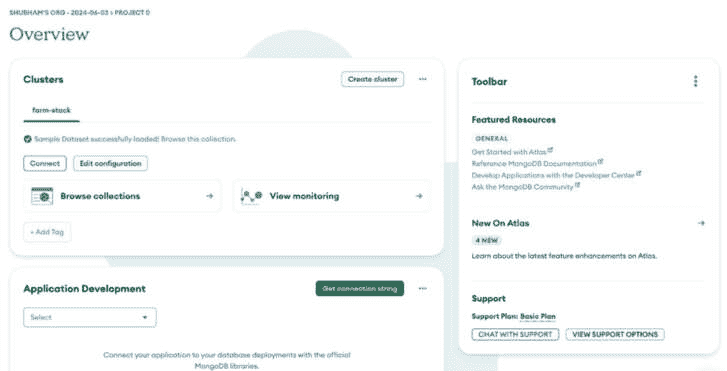 SHUBHAM'S ORG - 2024-06-03 > PROJECT 0
Overview
Clusters
Create cluster
farm-stack
Sample Dataset successfully loaded! Browse this collection.
Connect
Edit configuration
Browse collections
View monitoring
+ Add Tag
Application Development
Get connection string
Select
Connect your application to your database deployments with the official
MongoDB libraries.
Toolbar
Featured Resources
GENERAL
Get Started with Atlas
Reference MongoDB Documentation
Develop Applications with the Developer Center
Ask the MongoDB Community
New On Atlas
4 NEW
Learn about the latest feature enhancements on Atlas.
Support
Support Plan: Basic Plan
CHAT WITH SUPPORT
VIEW SUPPORT OPTIONS